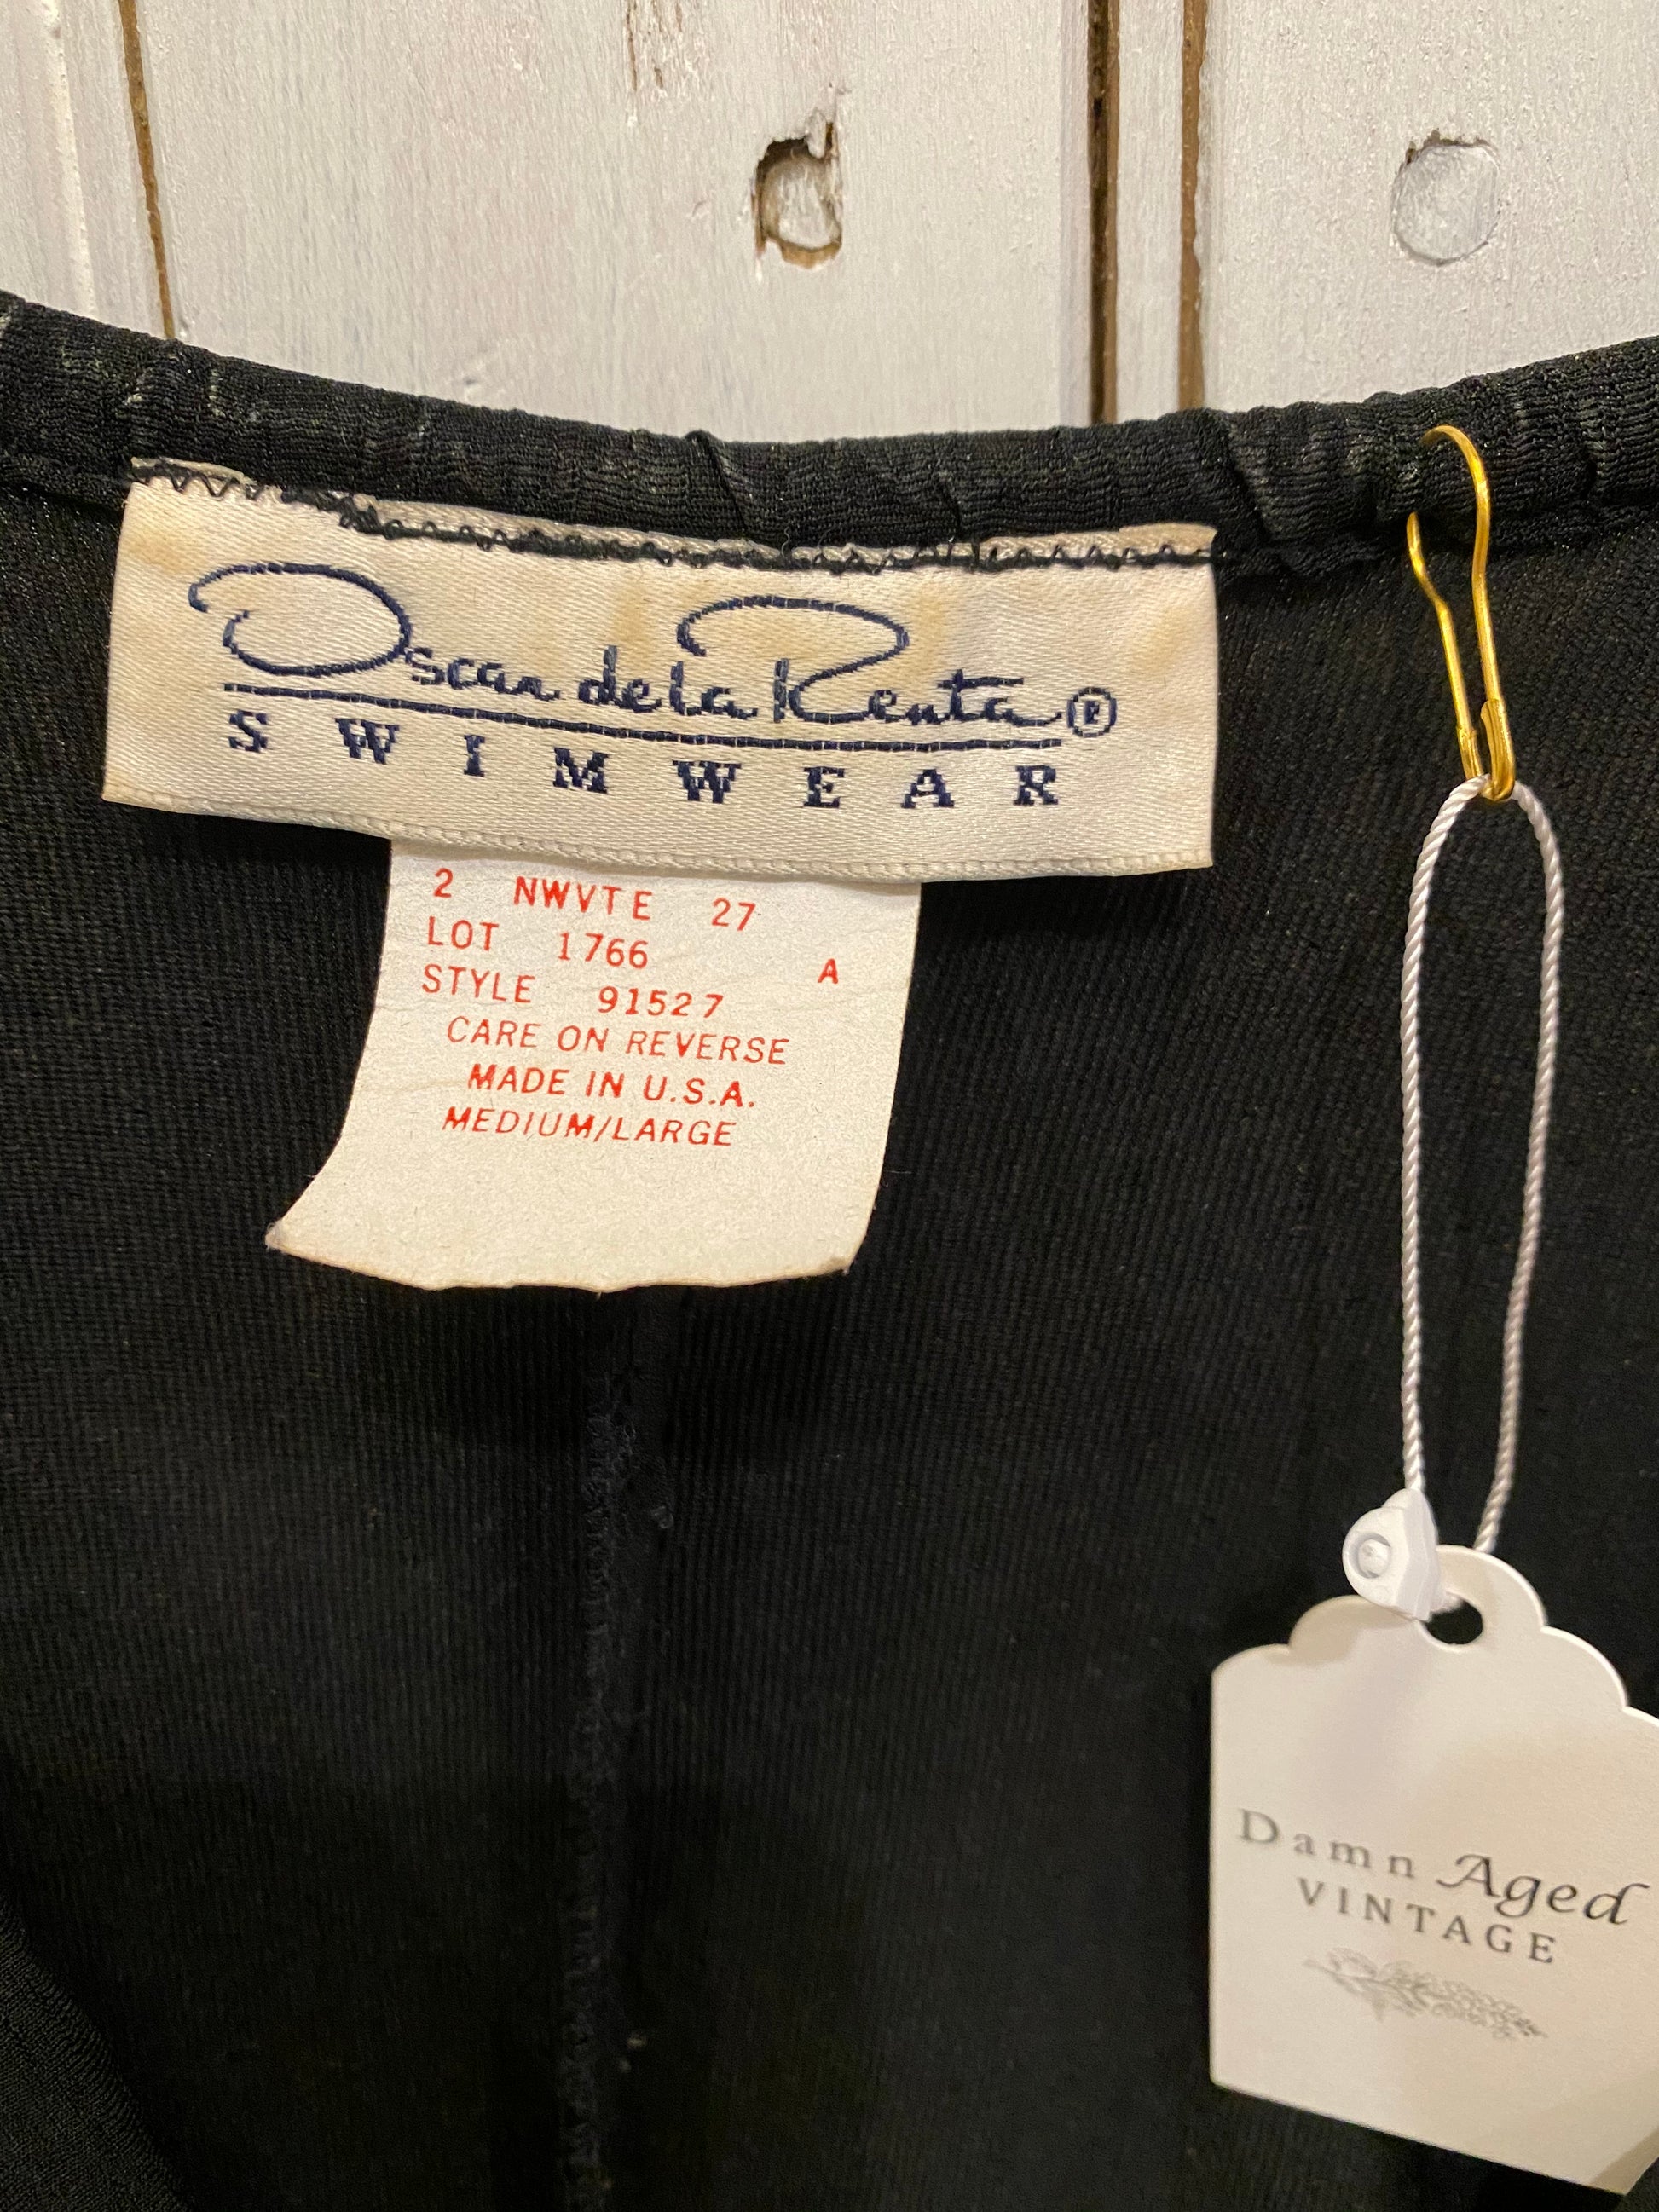 Oscar de la Renta®
SWIMWEAR
2 NWVTE 27
LOT 1766 A
STYLE 91527
CARE ON REVERSE
MADE IN U.S.A.
MEDIUM/LARGE
Damn Aged
VINTAGE